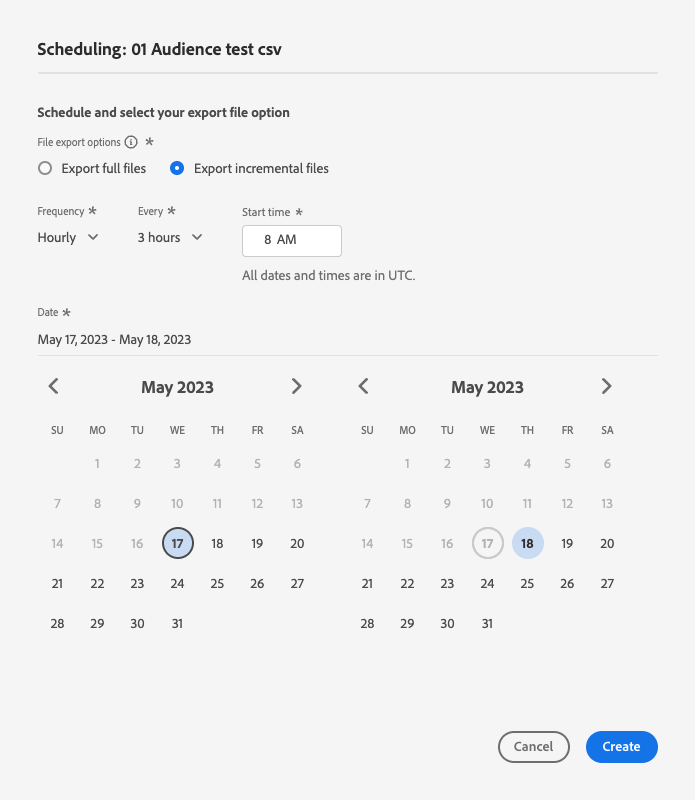 Scheduling: 01 Audience test csv
Schedule and select your export file option
File export options *
Export full files Export incremental files
Frequency * Every * Start time *
Hourly 3 hours 8 AM
All dates and times are in UTC.
Date *
May 17, 2023 - May 18, 2023
May 2023 May 2023
SU MO TU WE TH FR SA SU MO TU WE TH FR SA
1 2 3 4 5 6 1 2 3 4 5 6
7 8 9 10 11 12 13 7 8 9 10 11 12 13
14 15 16 17 18 19 20 14 15 16 17 18 19 20
21 22 23 24 25 26 27 21 22 23 24 25 26 27
28 29 30 31 28 29 30 31
Cancel Create